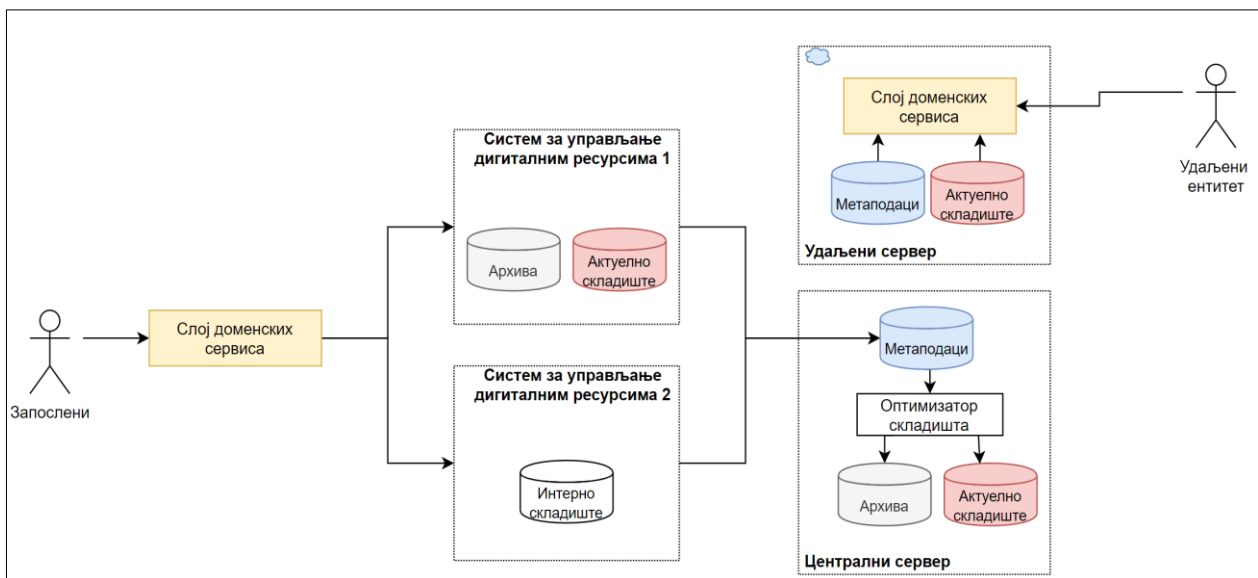 Запослени
Слој доменских
сервиса
Систем за управљање
дигиталним ресурсима 1
Архива
Актуелно
складиште
Систем за управљање
дигиталним ресурсима 2
Интерно
складиште
Слој доменских
сервиса
Метаподаци
Актуелно
складиште
Удаљени сервер
Удаљени
ентитет
Метаподаци
Оптимизатор
складишта
Архива
Актуелно
складиште
Централни сервер